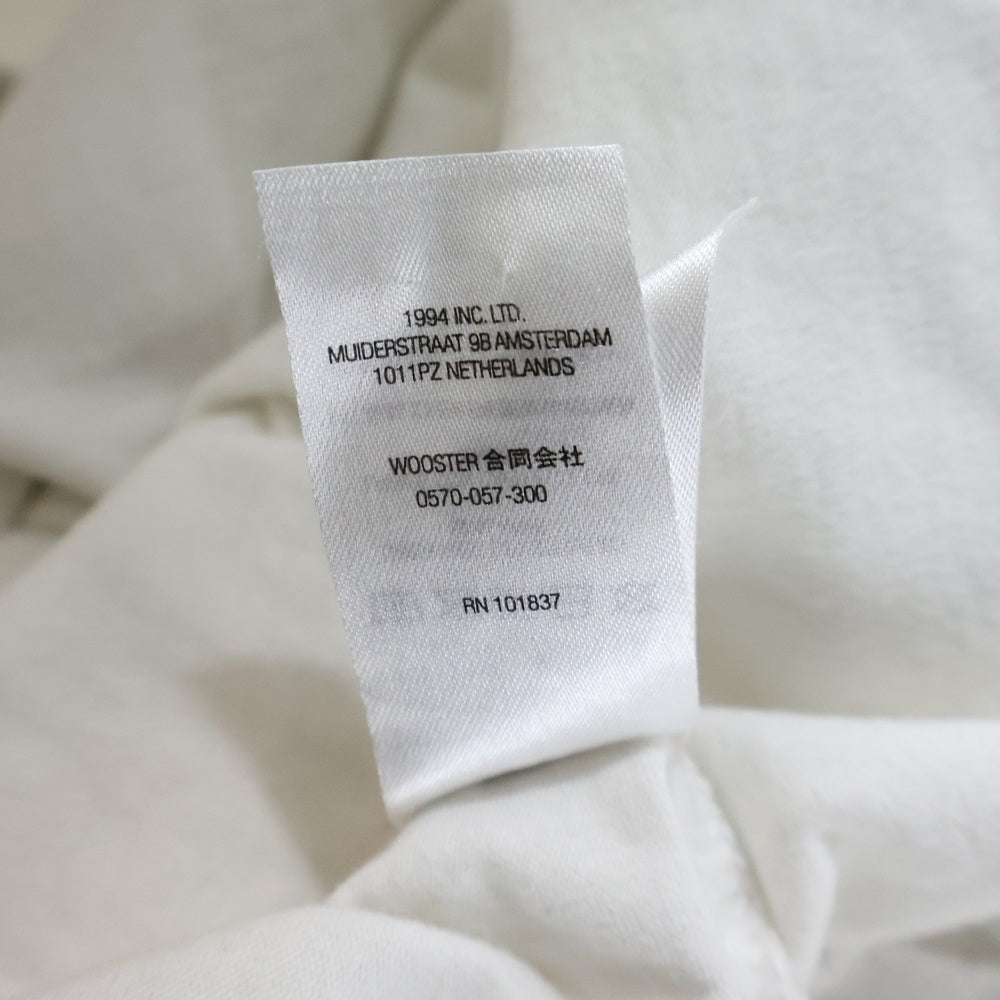 1994 INC. LTD.
MUIDERSTRAAT 9B AMSTERDAM
1011PZ NETHERLANDS
WOOSTER 合同会社
0570-057-300
RN 101837